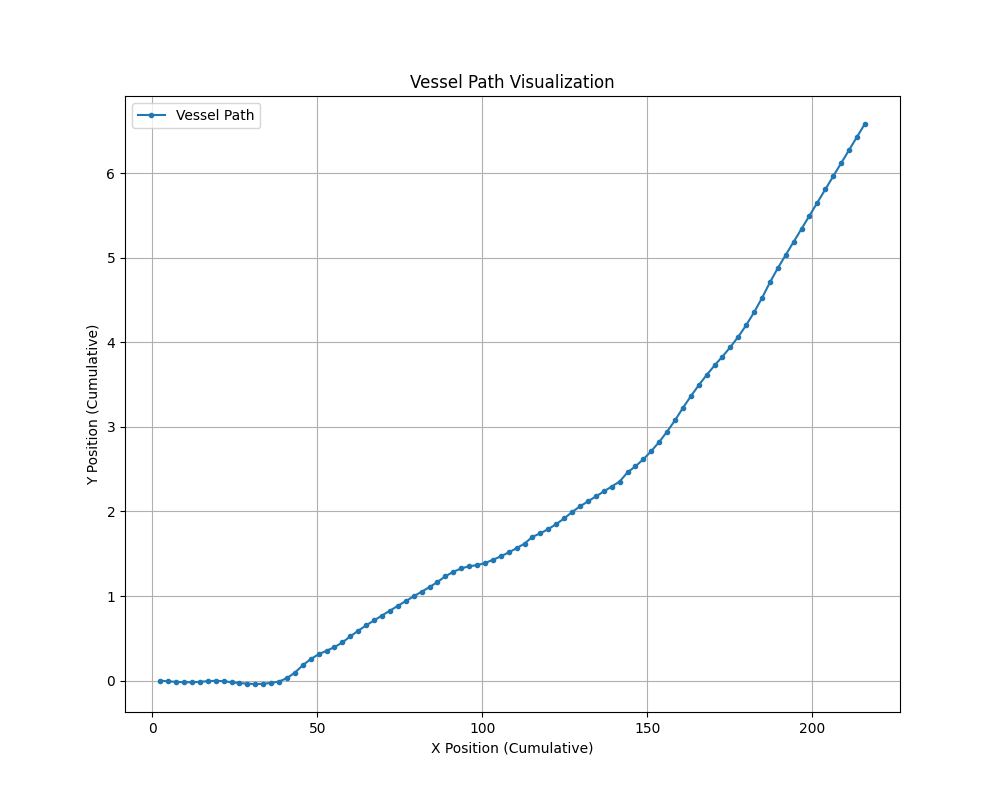 Vessel Path Visualization
Vessel Path
6
5
4
3
2
1
0
Y Position (Cumulative)
0 50 100 150 200
X Position (Cumulative)